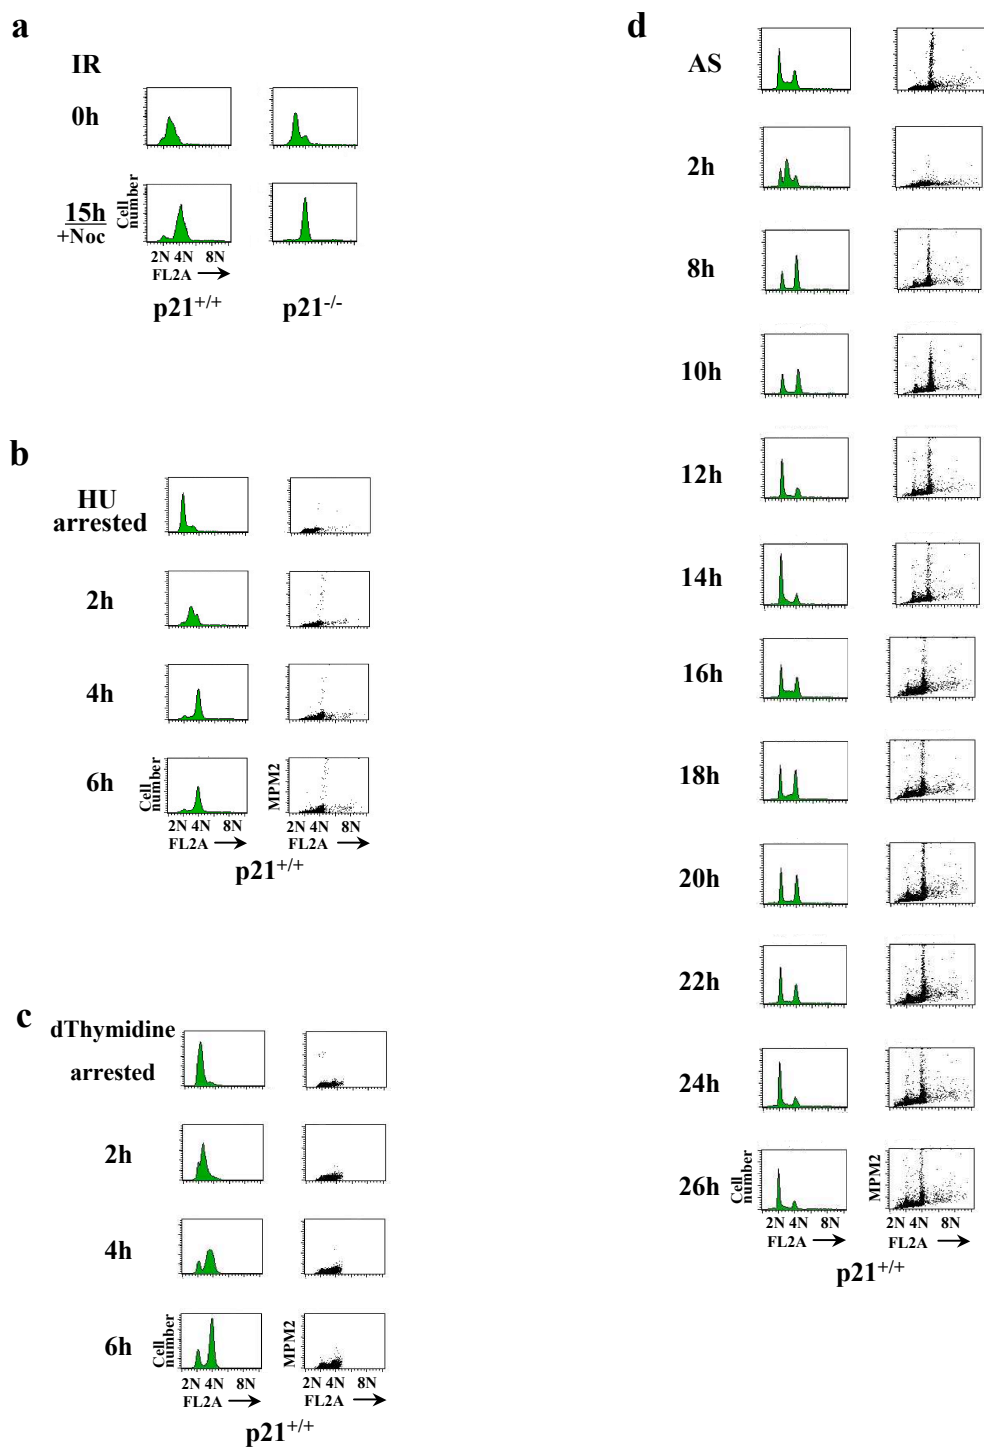 a
IR
0h
15h
+Noc
Cell number
2N 4N 8N
FL2A
p21+/+
p21-/-
b
HU
arrested
2h
4h
6h
Cell number
MPM2
2N 4N 8N
FL2A
2N 4N 8N
FL2A
p21+/+
c
dThymidine
arrested
2h
4h
6h
Cell number
MPM2
2N 4N 8N
FL2A
2N 4N 8N
FL2A
p21+/+
d
AS
2h
8h
10h
12h
14h
16h
18h
20h
22h
24h
26h
Cell number
MPM2
2N 4N 8N
FL2A
2N 4N 8N
FL2A
p21+/+